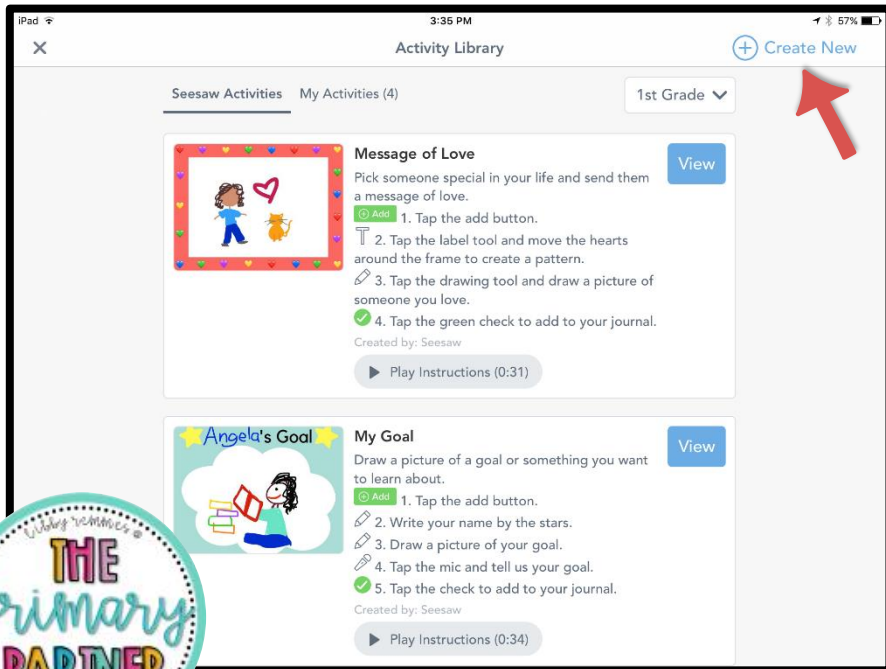 iPad 3:35 PM 57%
Activity Library
Create New
Seesaw Activities My Activities (4) 1st Grade
Message of Love
View
Pick someone special in your life and send them
a message of love.
Add 1. Tap the add button.
2. Tap the label tool and move the hearts
around the frame to create a pattern.
3. Tap the drawing tool and draw a picture of
someone you love.
4. Tap the green check to add to your journal.
Created by: Seesaw
Play Instructions (0:31)
Angela's Goal
My Goal
View
Draw a picture of a goal or something you want
to learn about.
Add 1. Tap the add button.
2. Write your name by the stars.
3. Draw a picture of your goal.
4. Tap the mic and tell us your goal.
5. Tap the check to add to your journal.
Created by: Seesaw
Play Instructions (0:34)
THE
Primary
PARTNER